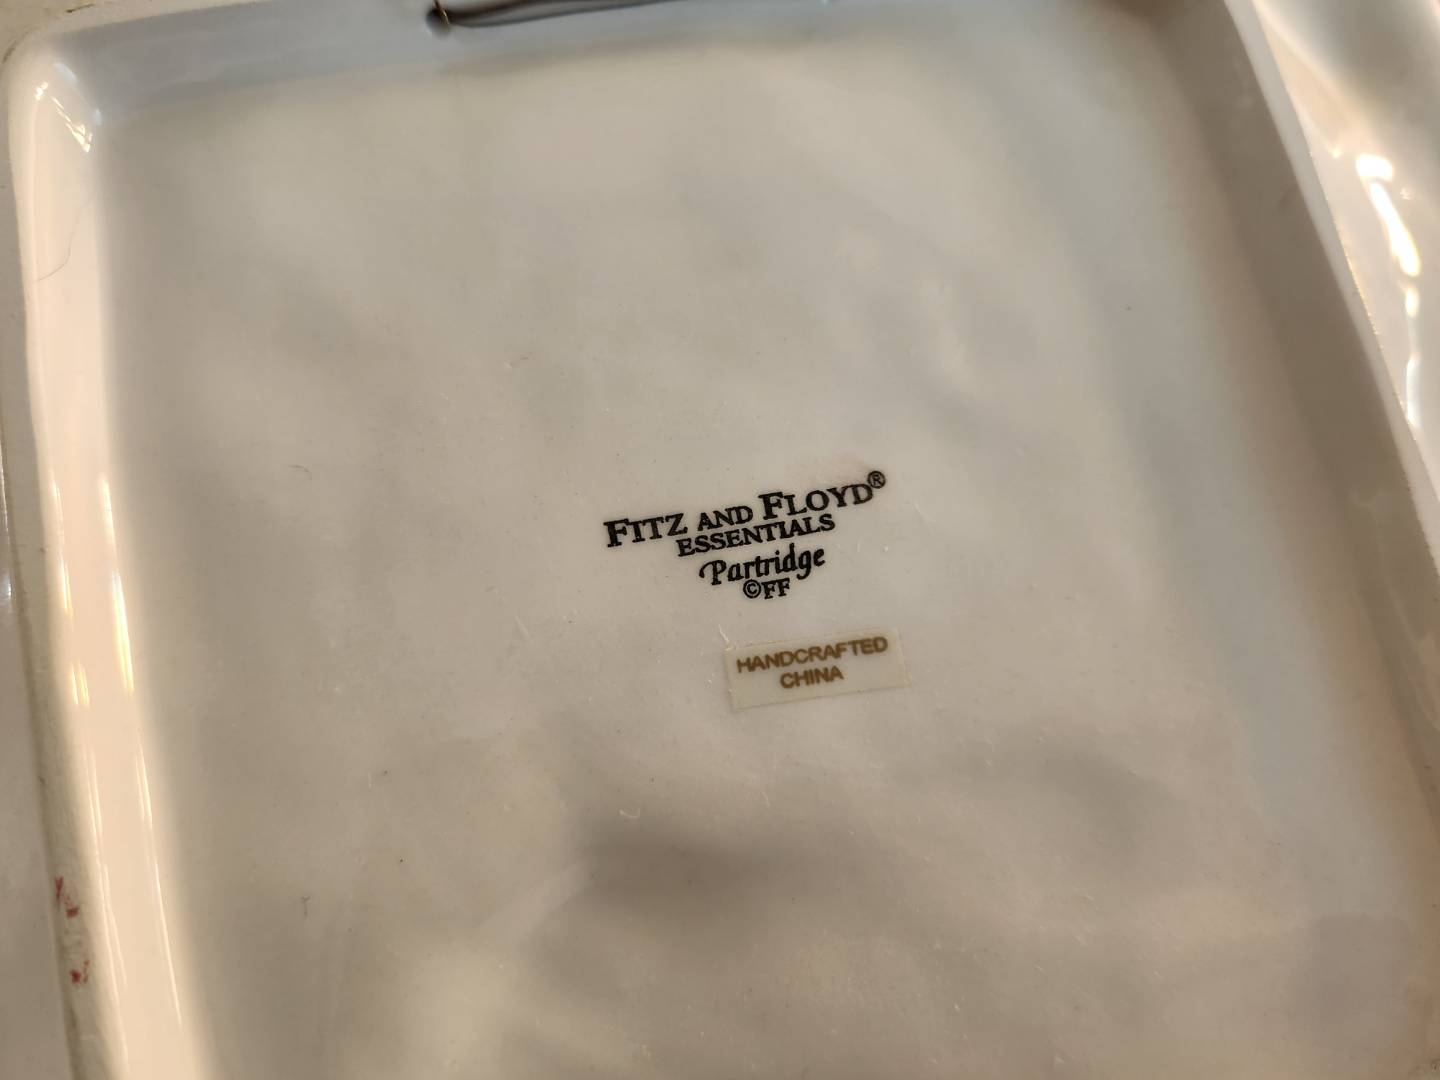 FITZ AND FLOYD®
ESSENTIALS
Partridge
©FF
HANDCRAFTED
CHINA